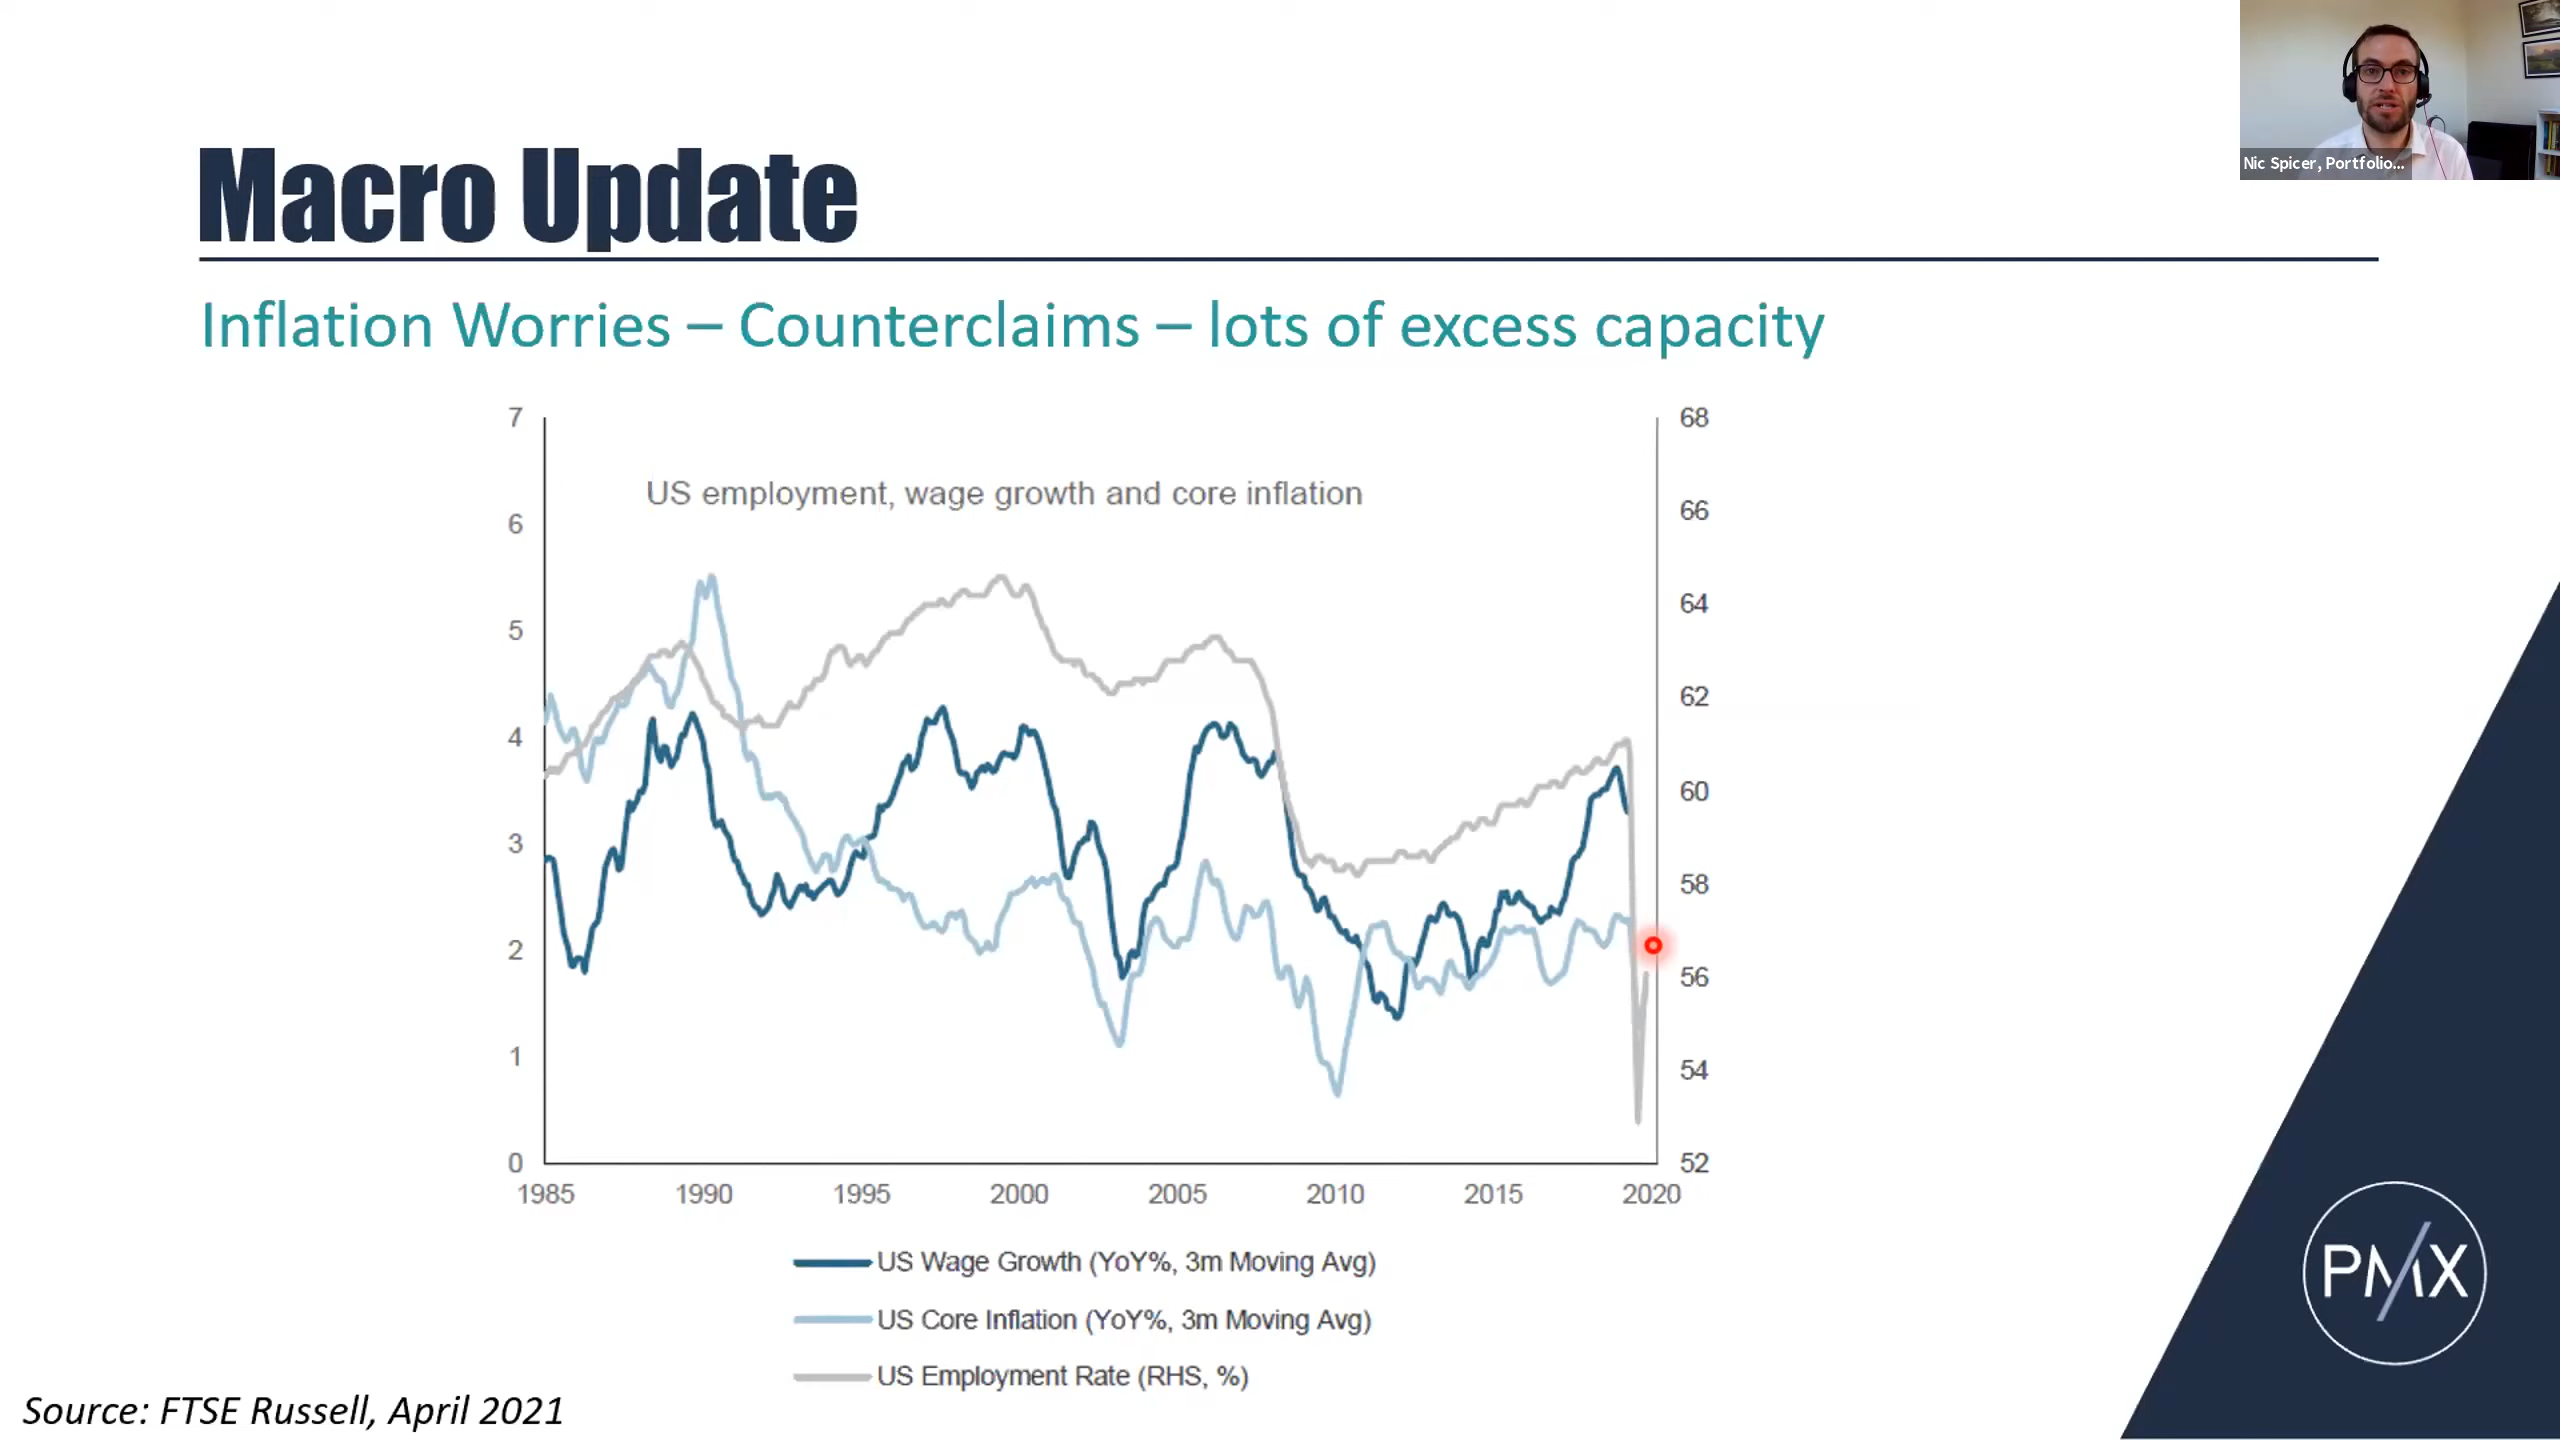 Nic Spicer, Portfolio...
Macro Update
Inflation Worries – Counterclaims – lots of excess capacity
US employment, wage growth and core inflation
7
6
5
4
3
2
1
0
68
66
64
62
60
58
56
54
52
1985 1990 1995 2000 2005 2010 2015 2020
US Wage Growth (YoY%, 3m Moving Avg)
US Core Inflation (YoY%, 3m Moving Avg)
US Employment Rate (RHS, %)
Source: FTSE Russell, April 2021
PMX